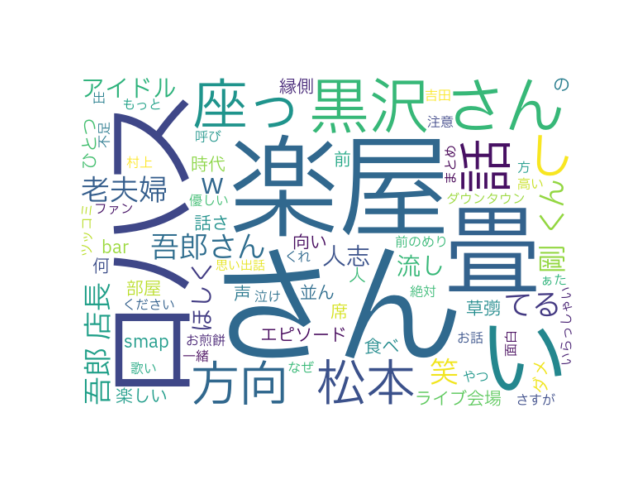 アイドル
出
もっと
座っ
縁側
黒沢さん
吉田
の
呼び
注意
ひとつ
不足
村上
時代
前
まとめ
方
高い
老夫婦
w
優しい
楽屋
話
し
ファン
ダウンタウン
ツッコミ
bar
ロハス
話さ
吾郎さん
向い
人志
前のめり
畳
剛くん
何
思い出話
くれ
人
流し
あた
部屋
ください
ほしく
声
泣け
並ん
絶対
てる
さん
席
草彅
いらっしゃい
吾郎店長
smap
お煎餅
一緒
エピソード
食べ
お話
面白
い
歌い
楽しい
方向
なぜ
松本
笑
やつ
ダメ
ライブ会場
さすが